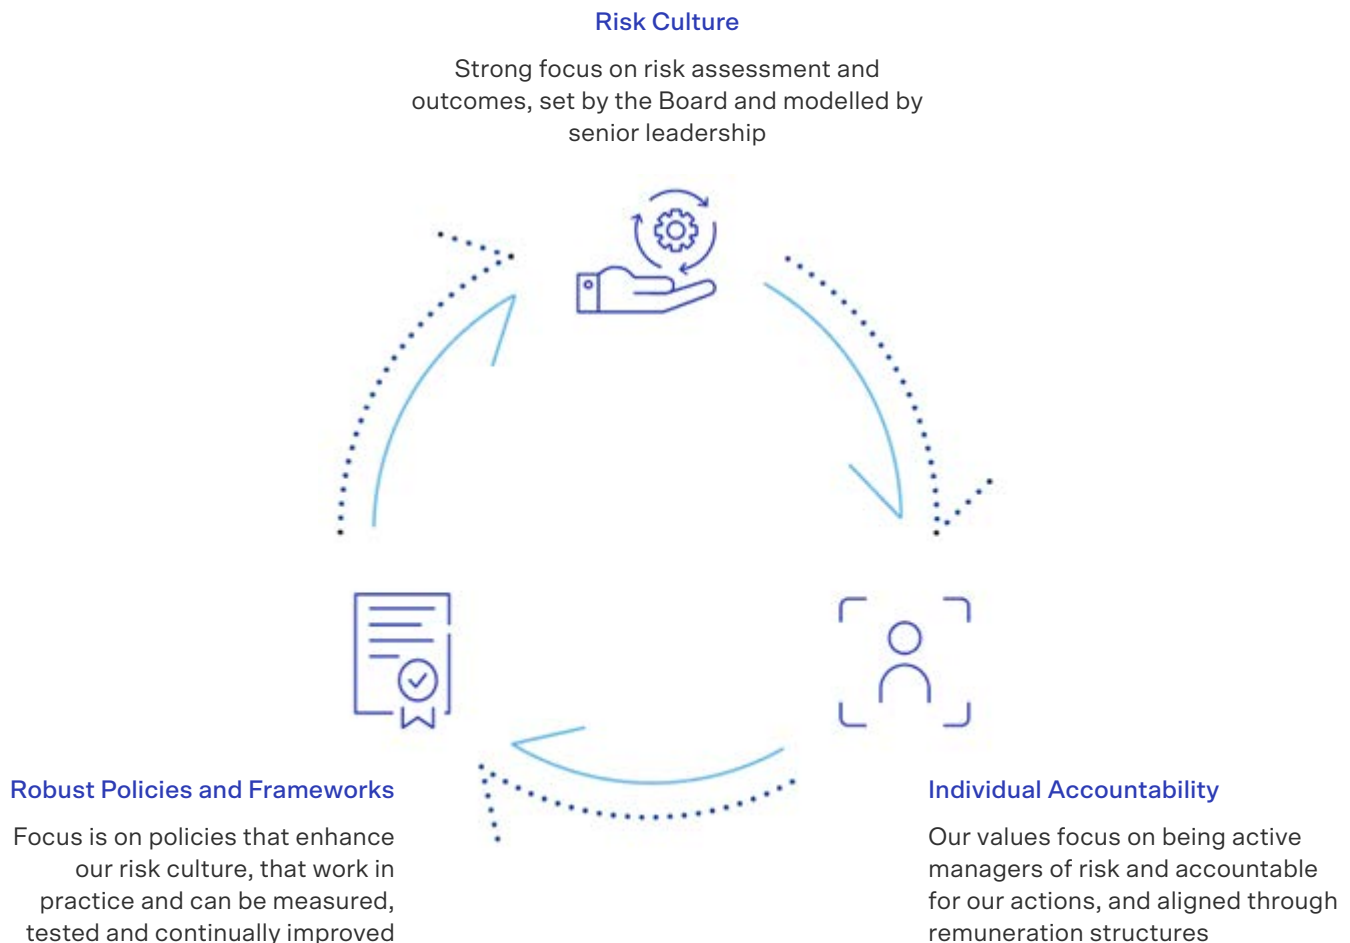 Risk Culture
Strong focus on risk assessment and
outcomes, set by the Board and modelled by
senior leadership
Robust Policies and Frameworks
Focus is on policies that enhance
our risk culture, that work in
practice and can be measured,
tested and continually improved
Individual Accountability
Our values focus on being active
managers of risk and accountable
for our actions, and aligned through
remuneration structures